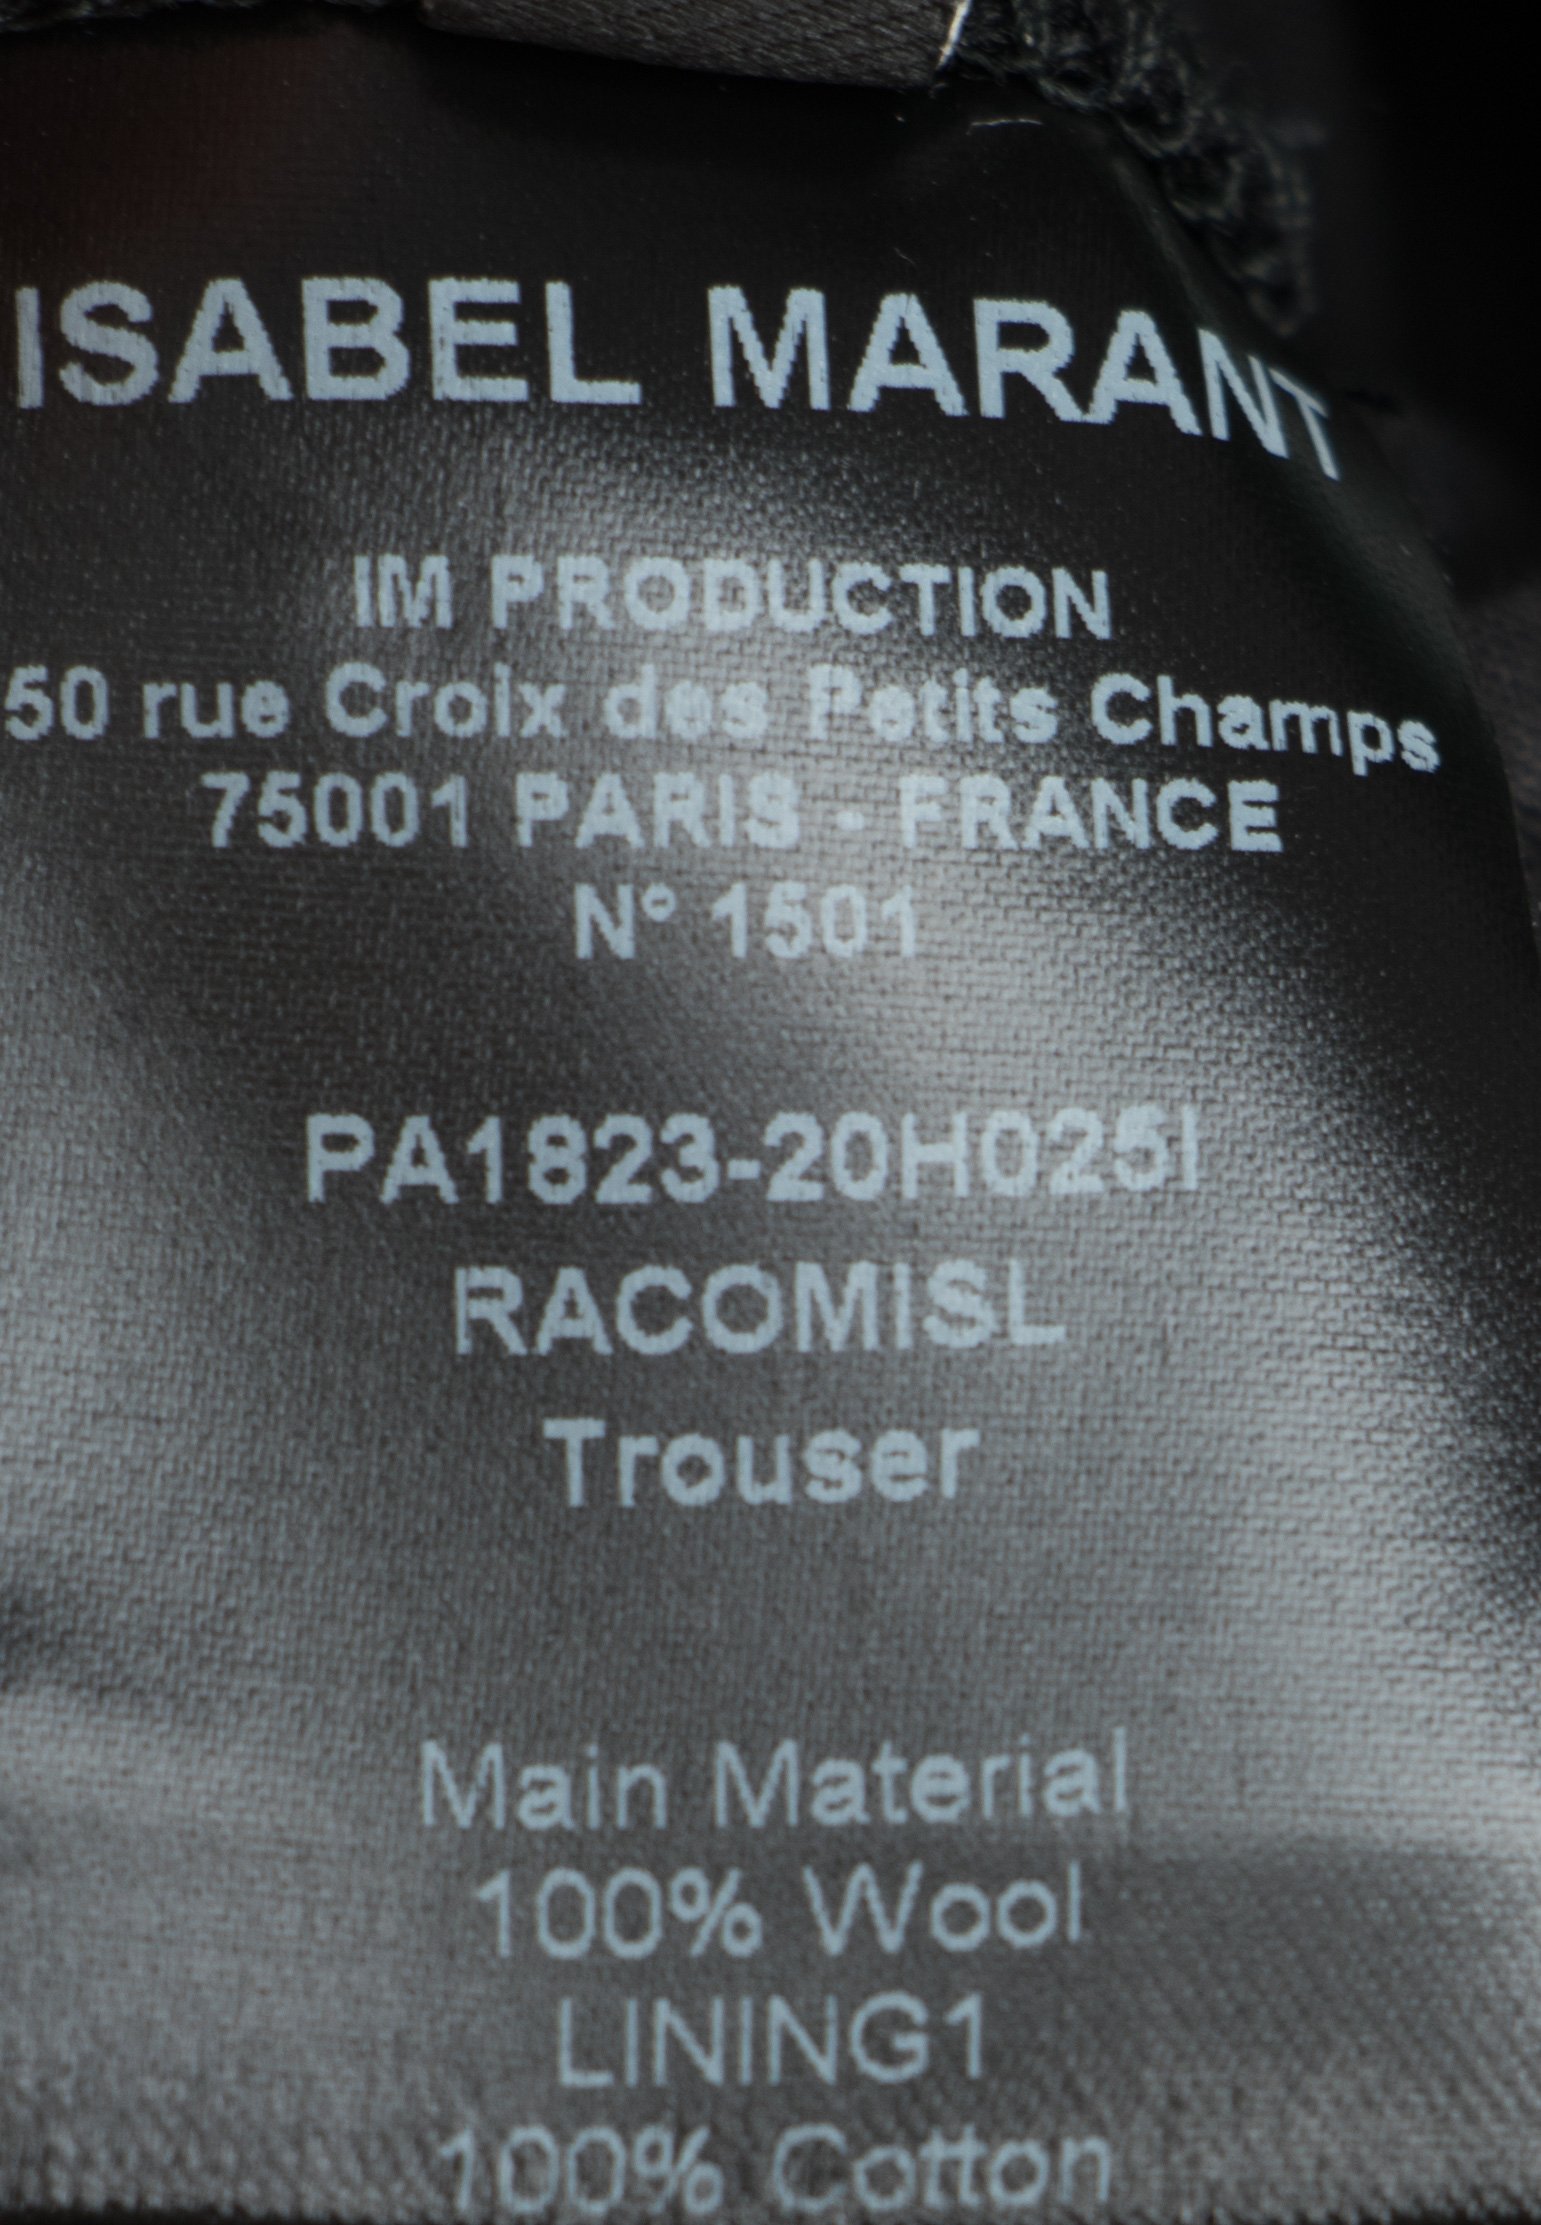 ISABEL MARANT
IM PRODUCTION
50 rue Croix des Petits Champs
75001 PARIS - FRANCE
N° 1501
PA1823-20H025I
RACOMISL
Trouser
Main Material
100% Wool
LINING1
100% Cotton